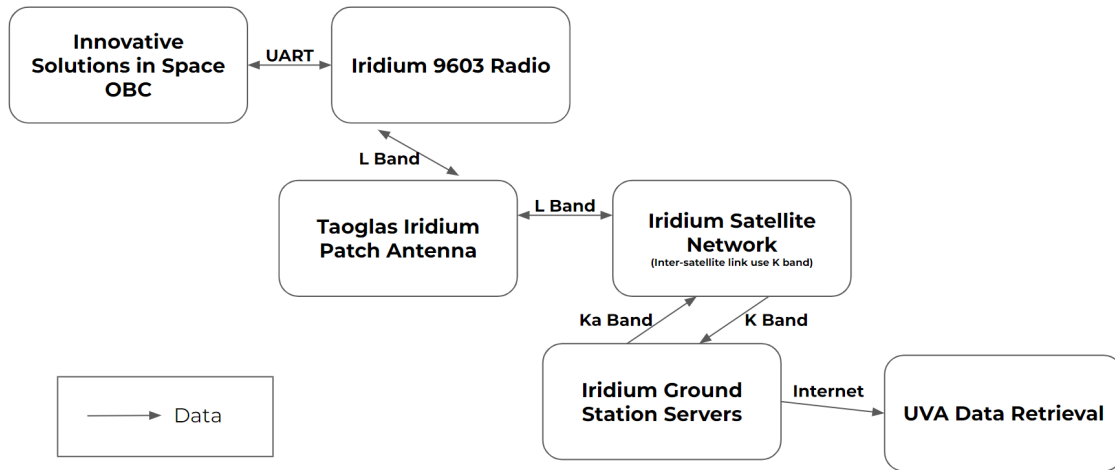 Innovative
Solutions in Space
OBC
UART
Iridium 9603 Radio
L Band
Taoglas Iridium
Patch Antenna
L Band
Iridium Satellite
Network
(Inter-satellite link use K band)
Ka Band
K Band
Iridium Ground
Station Servers
Internet
UVA Data Retrieval
Data